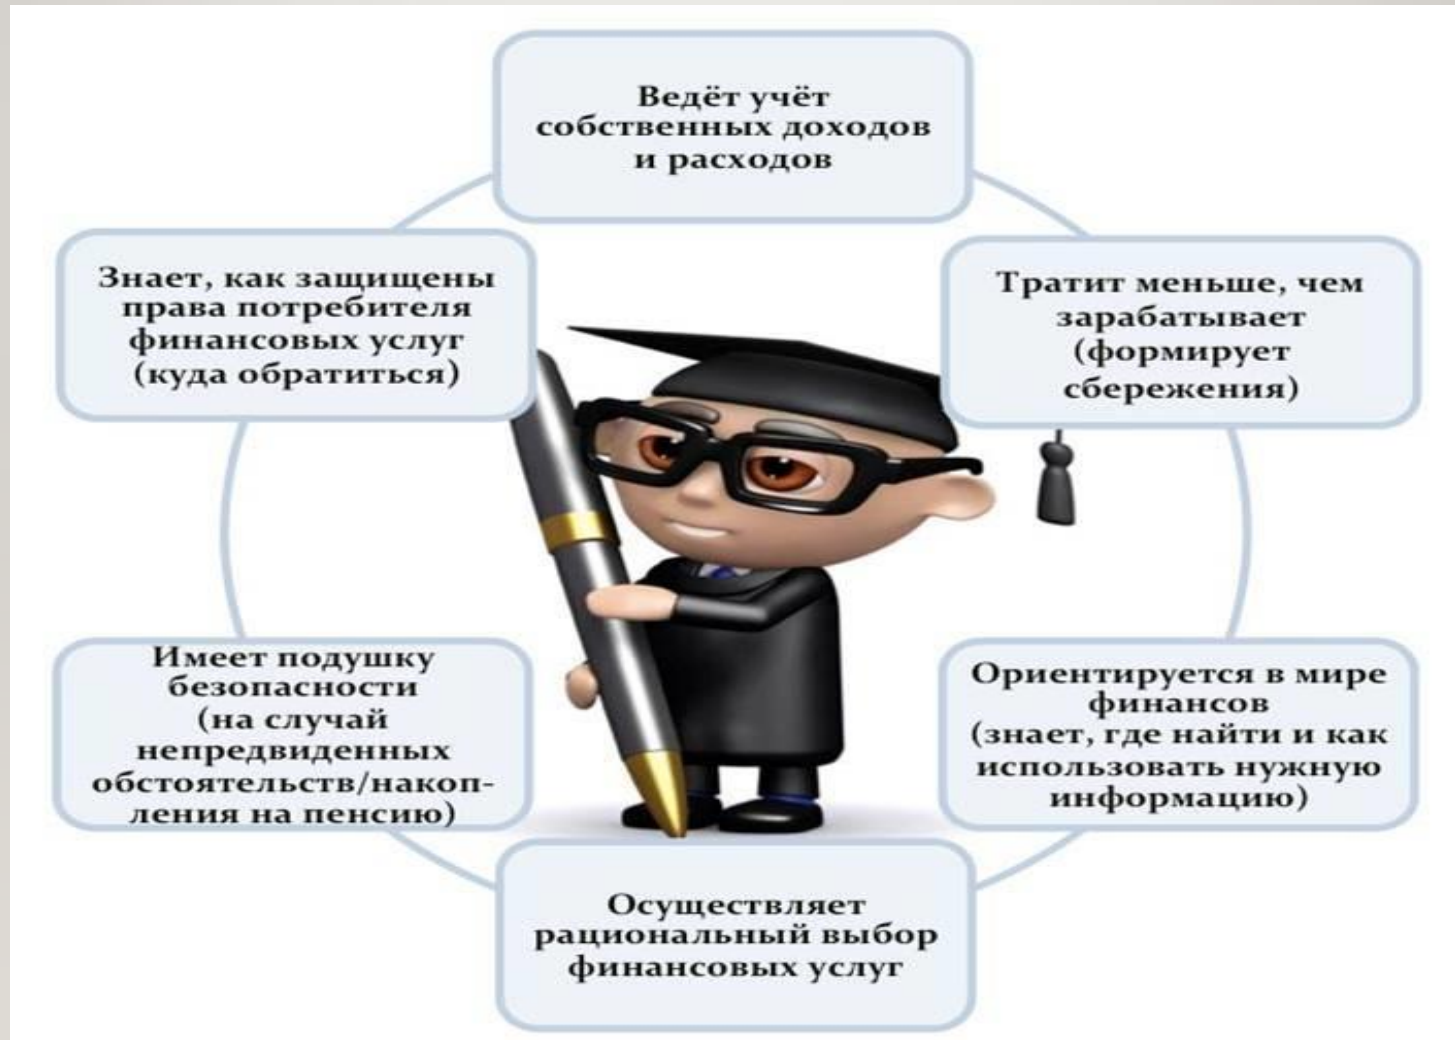 Ведёт учёт
собственных доходов
и расходов
Знает, как защищены
права потребителя
финансовых услуг
(куда обратиться)
Тратит меньше, чем
зарабатывает
(формирует
сбережения)
Имеет подушку
безопасности
(на случай
непредвиденных
обстоятельств/накоп-
ления на пенсию)
Ориентируется в мире
финансов
(знает, где найти и как
использовать нужную
информацию)
Осуществляет
рациональный выбор
финансовых услуг